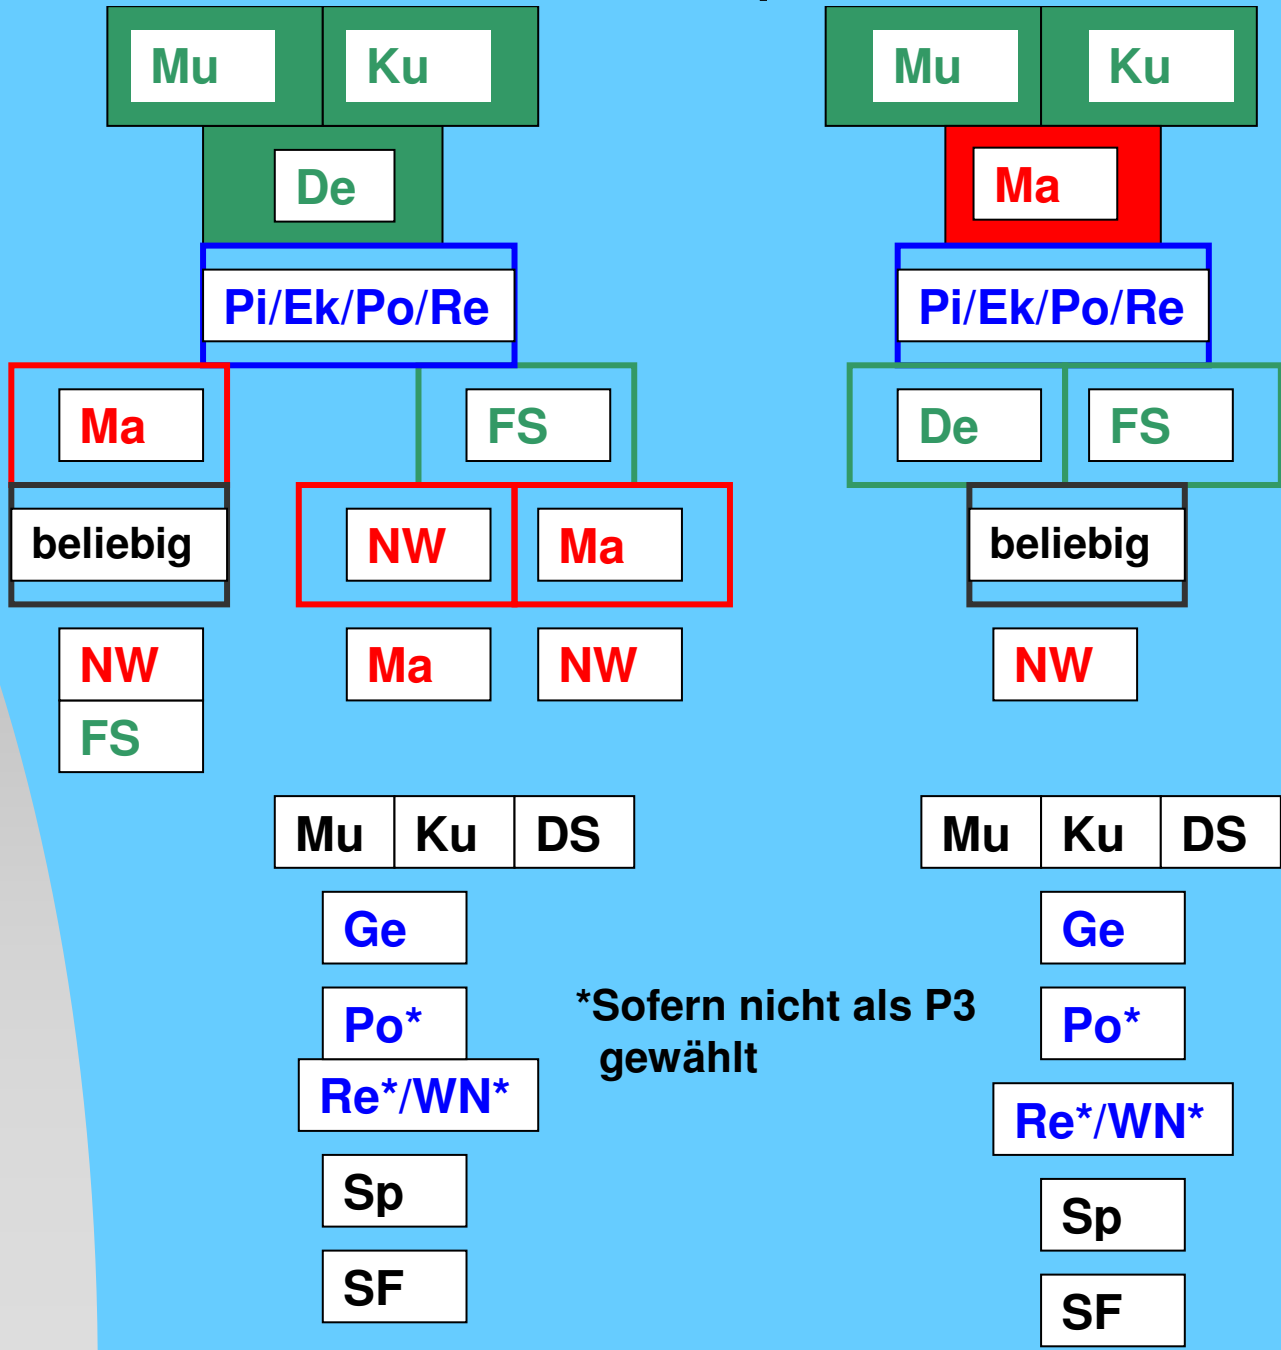 Mu Ku
De
Pi/Ek/Po/Re
Ma FS
beliebig NW Ma
NW Ma NW
FS
Mu Ku DS
Ge
Po*
Re*/WN*
Sp
SF
*Sofern nicht als P3
gewählt
Mu Ku
Ma
Pi/Ek/Po/Re
De FS
beliebig
NW
Mu Ku DS
Ge
Po*
Re*/WN*
Sp
SF